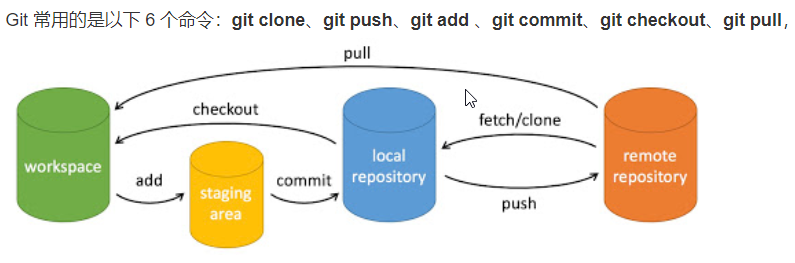 Git 常用的是以下 6 个命令：git clone、git push、git add 、git commit、git checkout、git pull,
pull
checkout
fetch/clone
workspace
add
staging
area
commit
local
repository
push
remote
repository